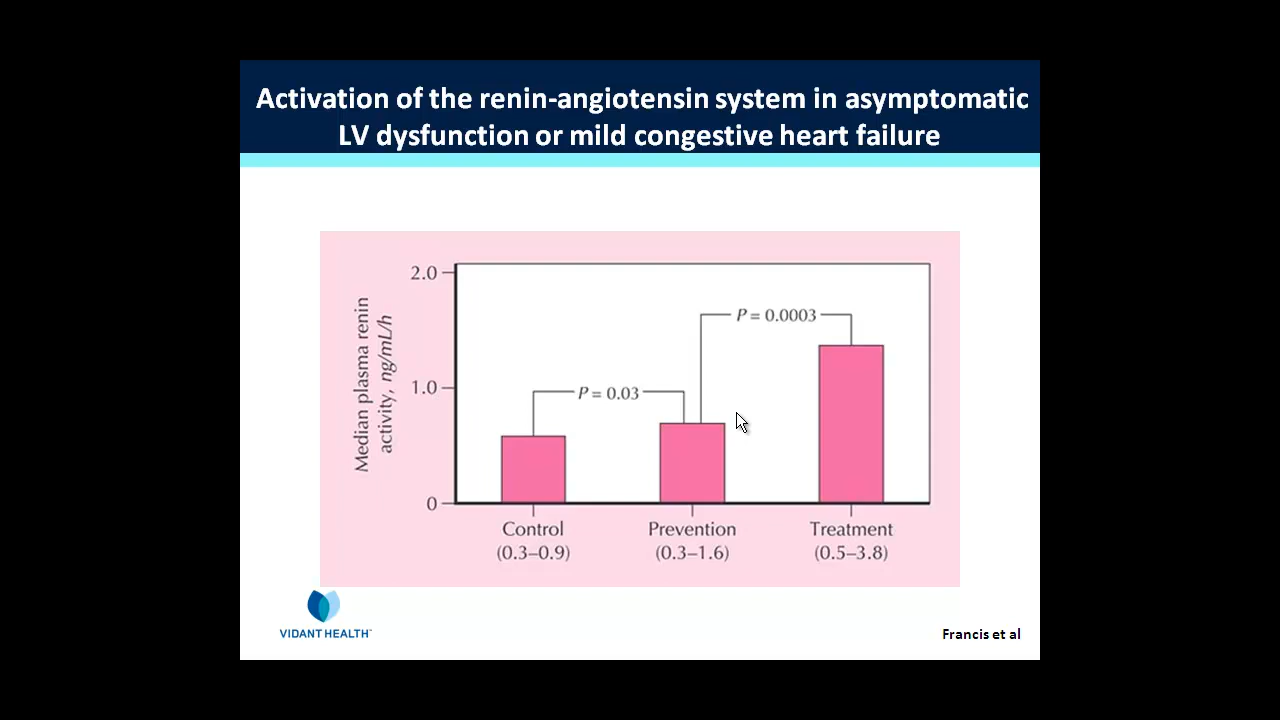 Activation of the renin-angiotensin system in asymptomatic
LV dysfunction or mild congestive heart failure
Median plasma renin
activity, ng/mL/h
2.0
1.0
0
P = 0.03
P = 0.0003
Control
(0.3–0.9)
Prevention
(0.3–1.6)
Treatment
(0.5–3.8)
VIDANT HEALTH™
Francis et al